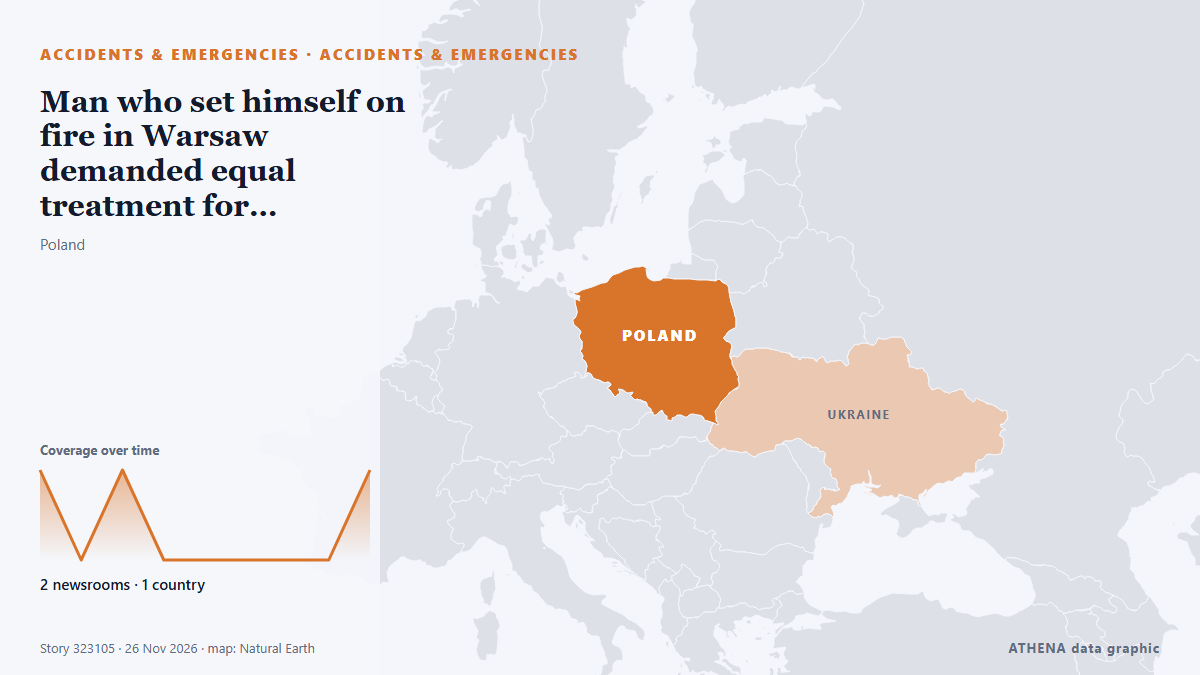 ACCIDENTS & EMERGENCIES · ACCIDENTS & EMERGENCIES
Man who set himself on
fire in Warsaw
demanded equal
treatment for...
Poland
POLAND
UKRAINE
Coverage over time
2 newsrooms · 1 country
Story 323105 · 26 Nov 2026 · map: Natural Earth
ATHENA data graphic